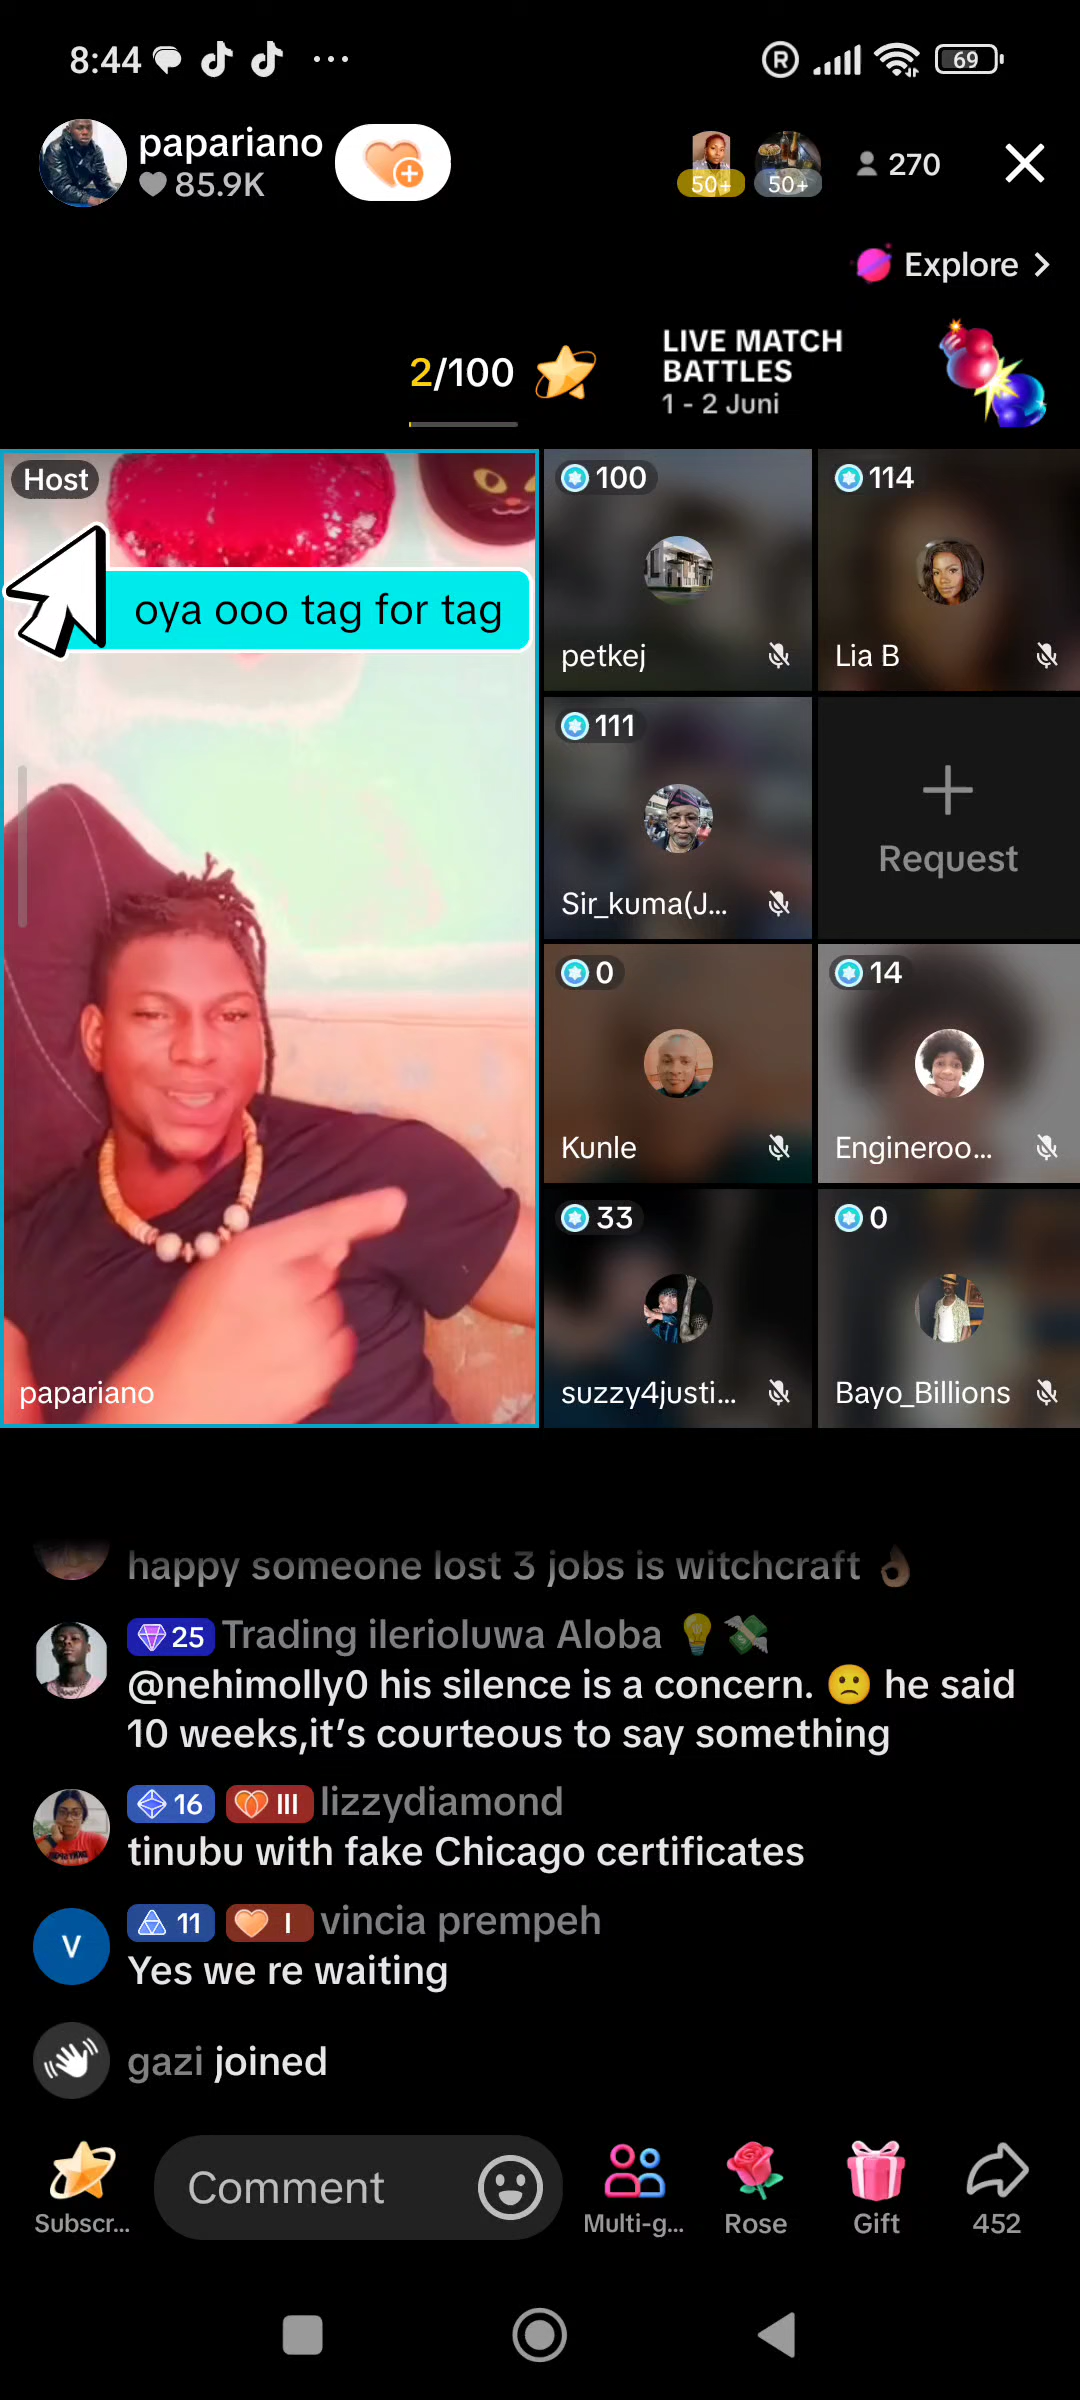 8:44
69
papariano
85.9K
50+
50+
270
Explore
2/100
LIVE MATCH
BATTLES
1 - 2 Juni
Host
oya ooo tag for tag
papariano
100
petkej
114
Lia B
111
Sir_kuma(J...
Request
0
Kunle
14
Engineroo...
33
suzzy4justi...
0
Bayo_Billions
happy someone lost 3 jobs is witchcraft 👌🏿
25 Trading ilerioluwa Aloba 💡💸
@nehimolly0 his silence is a concern. 🙁 he said
10 weeks,it’s courteous to say something
16 III lizzydiamond
tinubu with fake Chicago certificates
V
11 I vincia prempeh
Yes we re waiting
gazi joined
Subscr...
Comment
Multi-g...
Rose
Gift
452